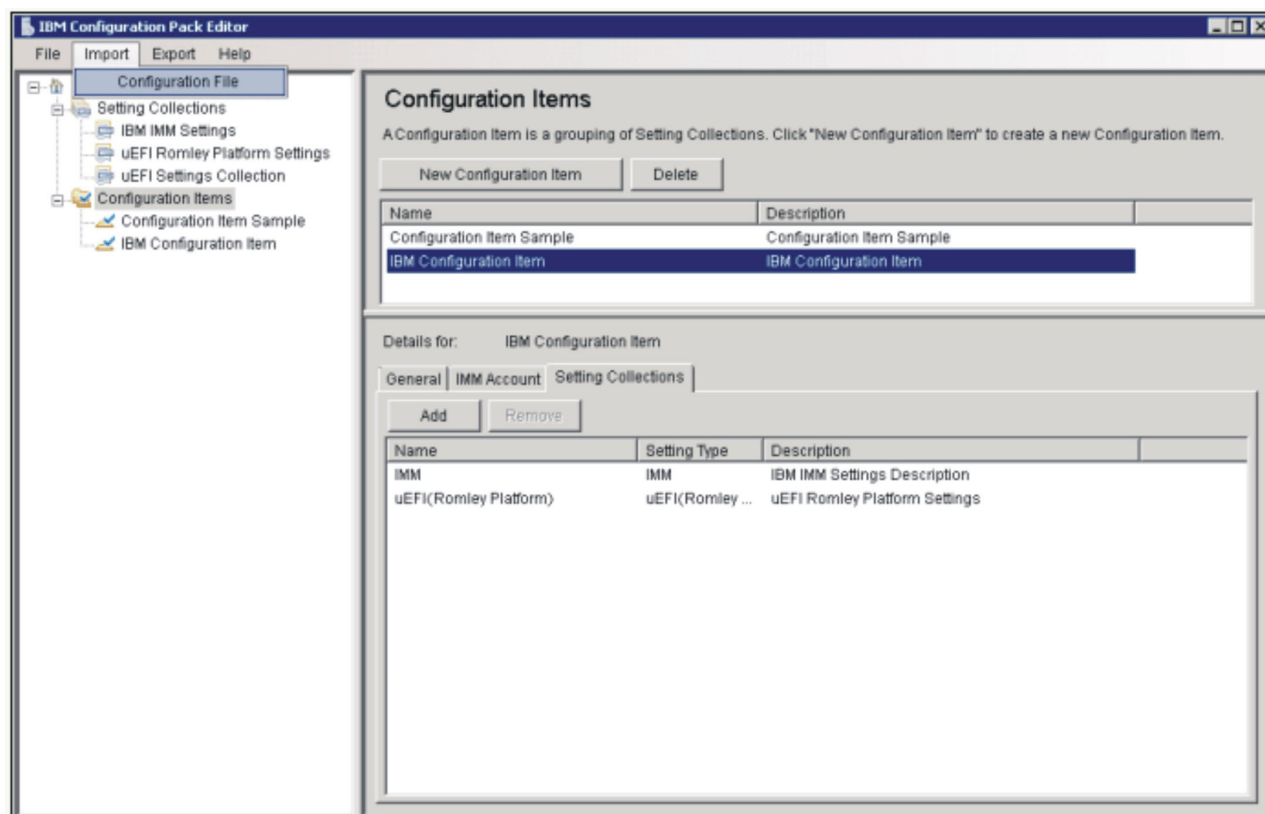 IBM Configuration Pack Editor
File Import Export Help
Configuration File
Setting Collections
IBM IMM Settings
uEFI Romley Platform Settings
uEFI Settings Collection
Configuration Items
Configuration Item Sample
IBM Configuration Item
Configuration Items
A Configuration Item is a grouping of Setting Collections. Click "New Configuration Item" to create a new Configuration Item.
New Configuration Item Delete
Name Description
Configuration Item Sample Configuration Item Sample
IBM Configuration Item IBM Configuration Item
Details for: IBM Configuration Item
General IMM Account Setting Collections
Add Remove
Name Setting Type Description
IMM IMM IBM IMM Settings Description
uEFI(Romley Platform) uEFI(Romley ... uEFI Romley Platform Settings